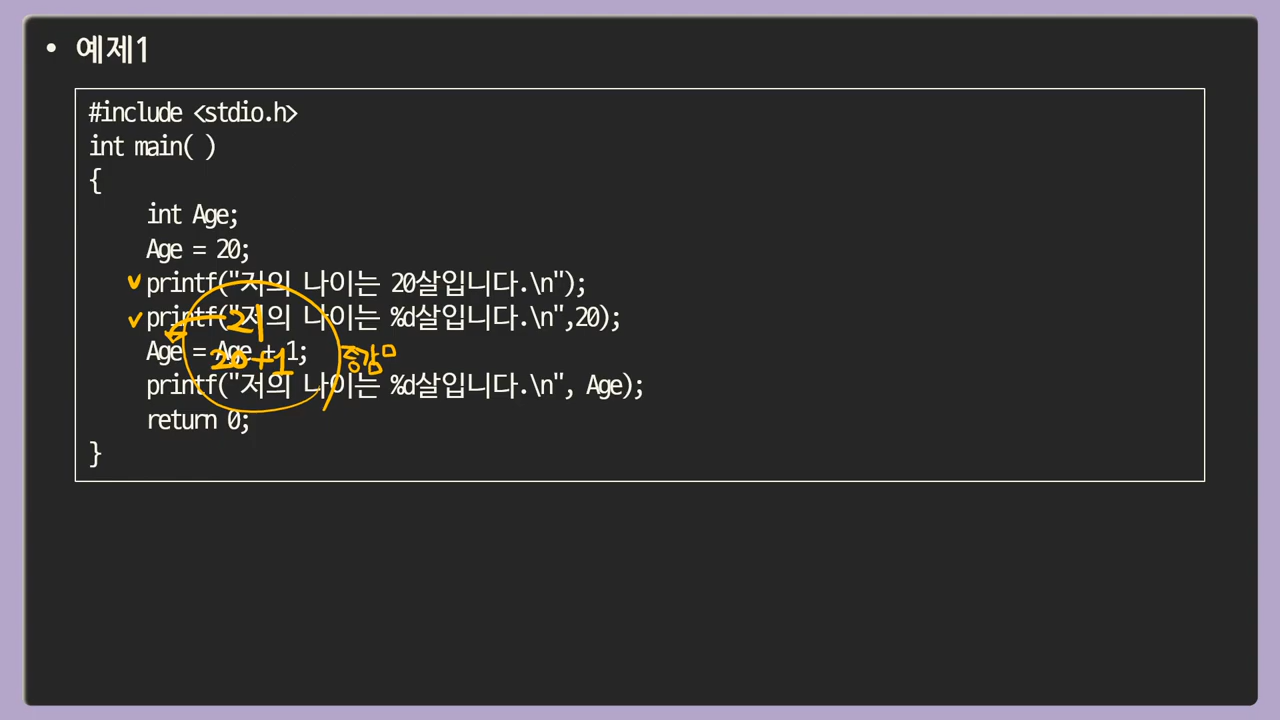 • 예제1
#include <stdio.h>
int main( )
{
int Age;
Age = 20;
printf("저의 나이는 20살입니다.\n");
printf("저의 나이는 %d살입니다.\n",20);
21
Age = Age + 1;
20+1
printf("저의 나이는 %d살입니다.\n", Age);
return 0;
}